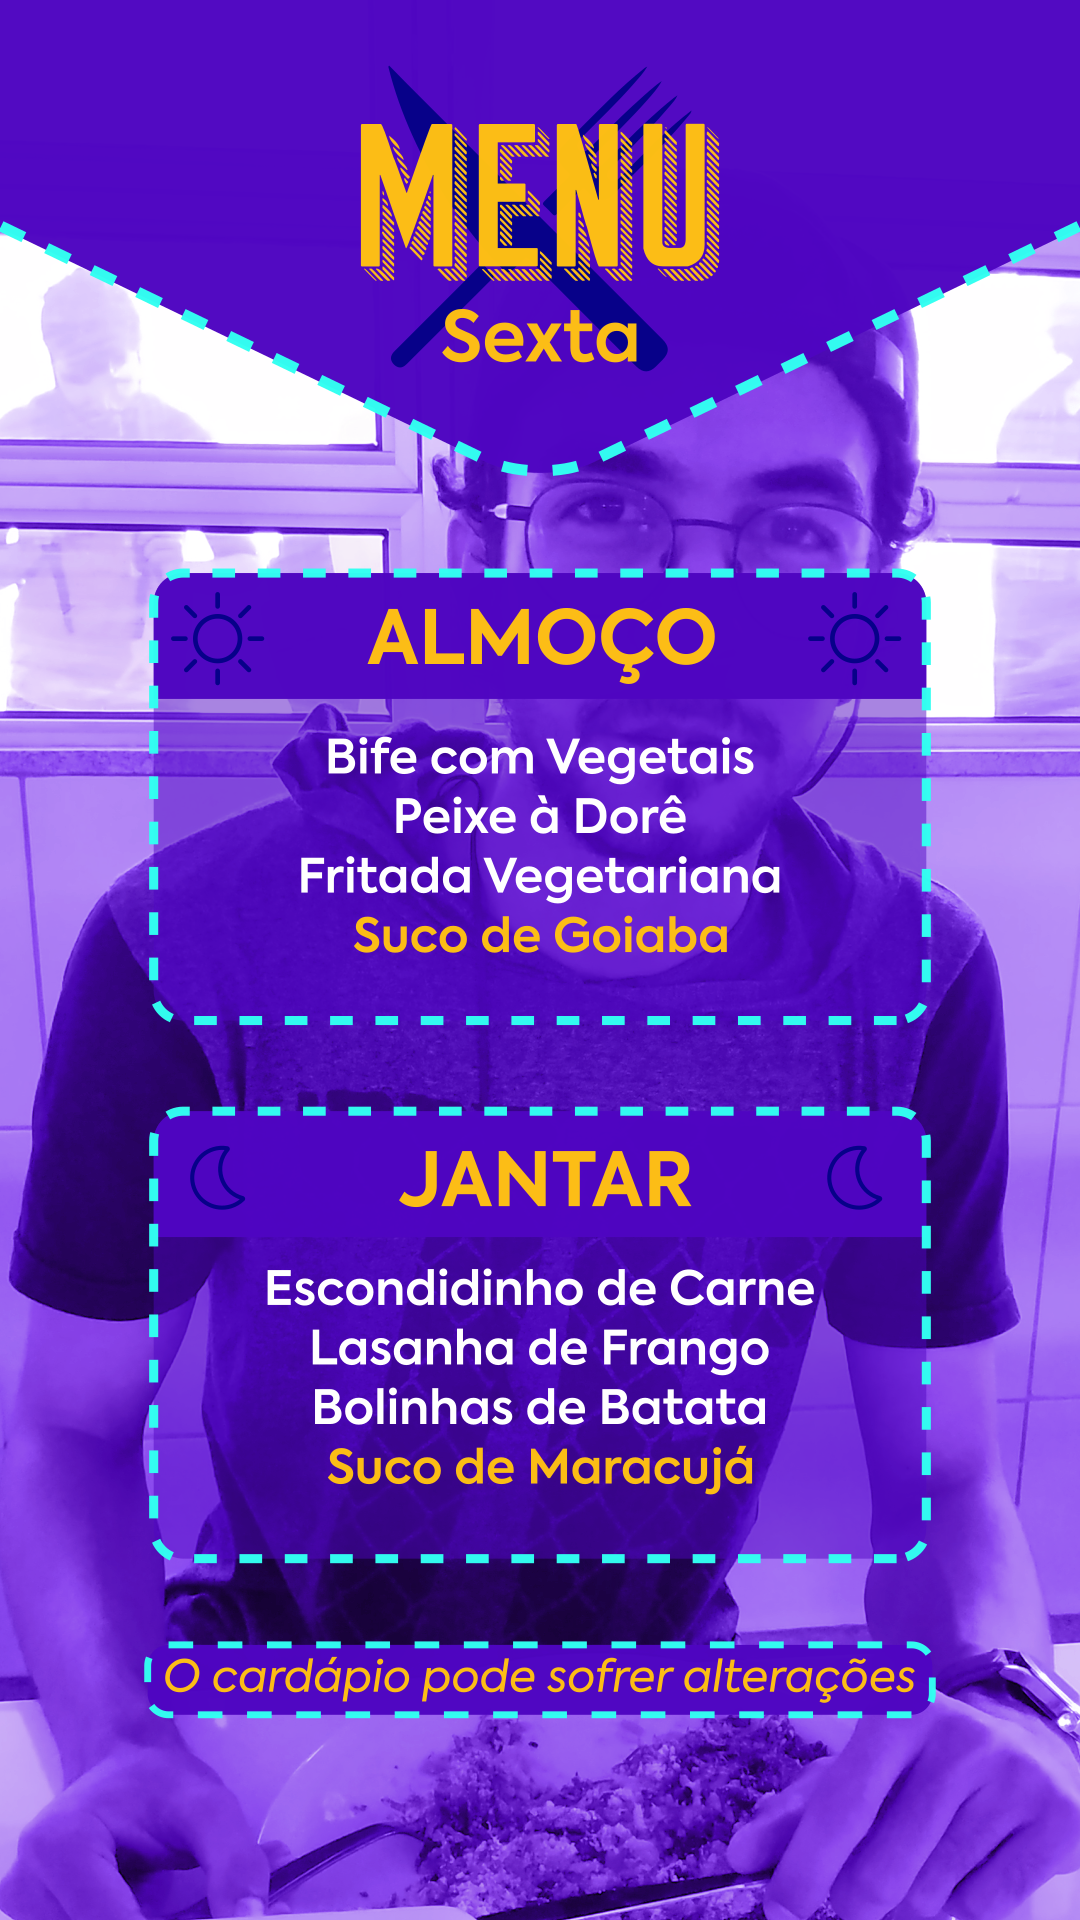 MENU
Sexta
ALMOÇO
Bife com Vegetais
Peixe à Dorê
Fritada Vegetariana
Suco de Goiaba
JANTAR
Escondidinho de Carne
Lasanha de Frango
Bolinhas de Batata
Suco de Maracujá
O cardápio pode sofrer alterações